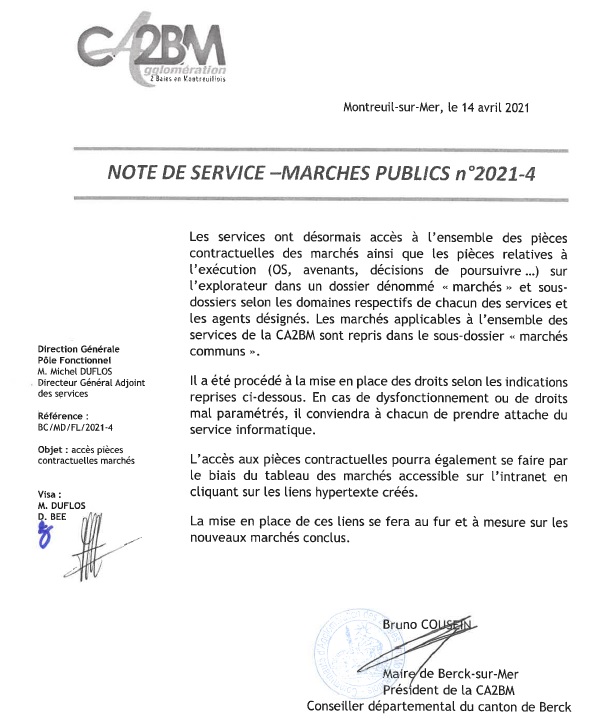 CA2BM
Agglomération
2 Baies en Montreuillois
Montreuil-sur-Mer, le 14 avril 2021
NOTE DE SERVICE –MARCHES PUBLICS n°2021-4
Les services ont désormais accès à l'ensemble des pièces
contractuelles des marchés ainsi que les pièces relatives à
l'exécution (OS, avenants, décisions de poursuivre …) sur
l'explorateur dans un dossier dénommé « marchés » et sous-
dossiers selon les domaines respectifs de chacun des services et
les agents désignés. Les marchés applicables à l'ensemble des
services de la CA2BM sont repris dans le sous-dossier « marchés
communs ».
Il a été procédé à la mise en place des droits selon les indications
reprises ci-dessous. En cas de dysfonctionnement ou de droits
mal paramétrés, il conviendra à chacun de prendre attache du
service informatique.
L'accès aux pièces contractuelles pourra également se faire par
le biais du tableau des marchés accessible sur l'intranet en
cliquant sur les liens hypertexte créés.
La mise en place de ces liens se fera au fur et à mesure sur les
nouveaux marchés conclus.
Direction Générale
Pôle Fonctionnel
M. Michel DUFLOS
Directeur Général Adjoint
des services
Référence :
BC/MD/FL/2021-4
Objet : accès pièces
contractuelles marchés
Visa :
M. DUFLOS
D. BEE
Bruno COUSEIN
Maire de Berck-sur-Mer
Président de la CA2BM
Conseiller départemental du canton de Berck